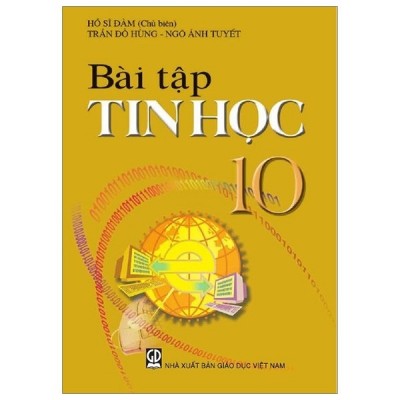 HỒ SĨ ĐÀM (Chủ biên)
TRẦN ĐỖ HÙNG - NGÔ ÁNH TUYẾT
Bài tập
TIN HỌC
10
e
GD
NHÀ XUẤT BẢN GIÁO DỤC VIỆT NAM